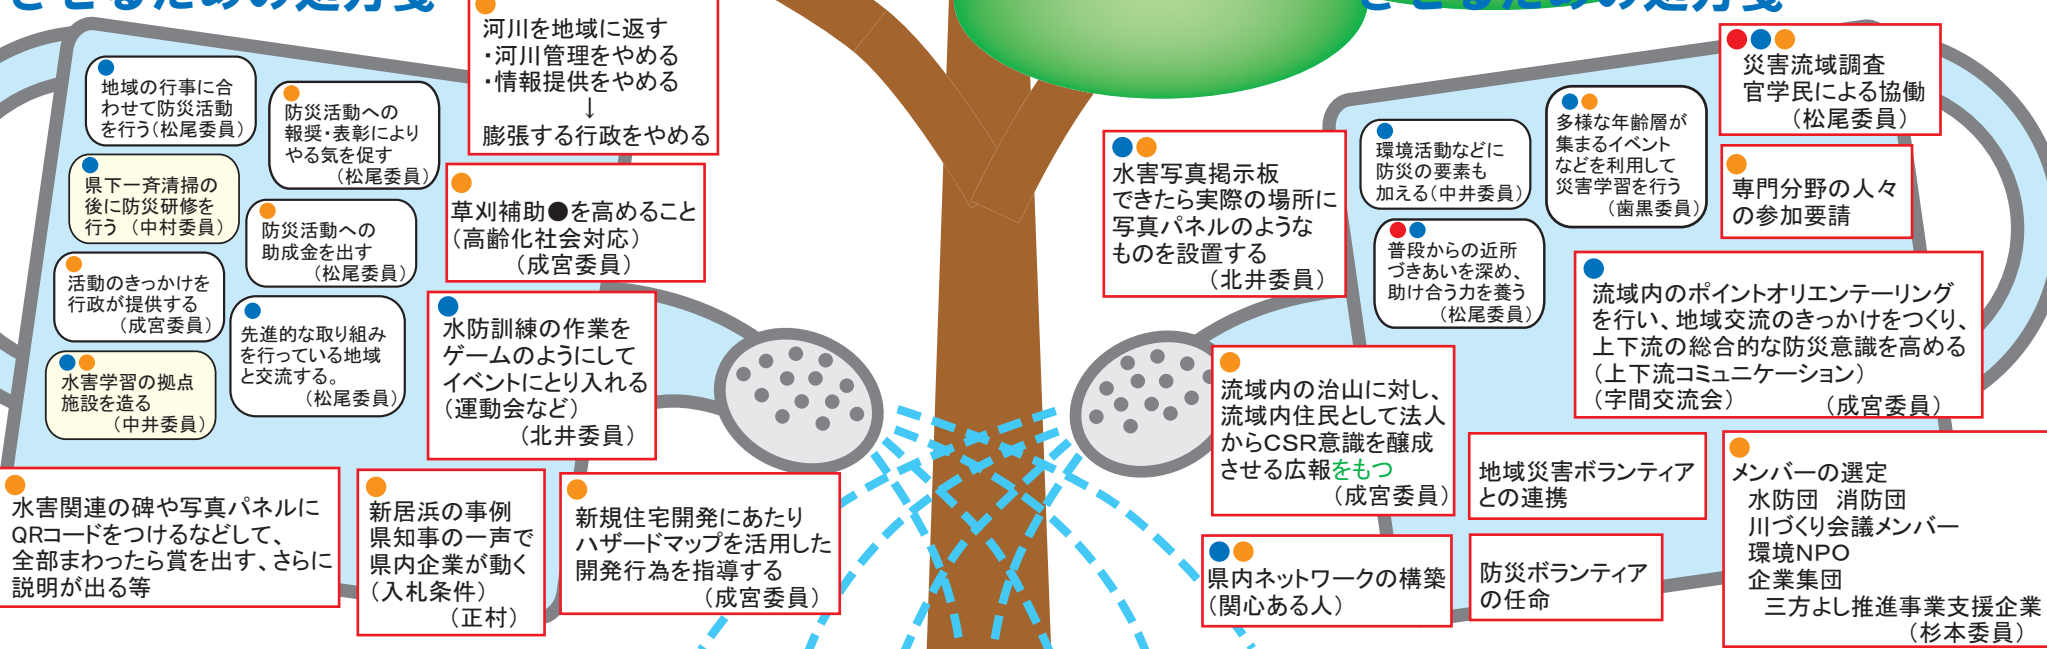 させるための処方箋
河川を地域に返す
・河川管理をやめる
・情報提供をやめる
↓
膨張する行政をやめる
地域の行事に合
わせて防災活動
を行う（松尾委員）
防災活動への
報奨・表彰により
やる気を促す
（松尾委員）
県下一斉清掃の
後に防災研修を
行う （中村委員）
防災活動への
助成金を出す
（松尾委員）
草刈補助●を高めること
（高齢化社会対応）
（成宮委員）
活動のきっかけを
行政が提供する
（成宮委員）
先進的な取り組み
を行っている地域
と交流する。
（松尾委員）
水害学習の拠点
施設を造る
（中井委員）
水防訓練の作業を
ゲームのようにして
イベントにとり入れる
（運動会など）
（北井委員）
水害関連の碑や写真パネルに
QRコードをつけるなどして、
全部まわったら賞を出す、さらに
説明が出る等
新居浜の事例
県知事の一声で
県内企業が動く
（入札条件）
（正村）
新規住宅開発にあたり
ハザードマップを活用した
開発行為を指導する
（成宮委員）
させるための処方箋
災害流域調査
官学民による協働
（松尾委員）
水害写真掲示板
できたら実際の場所に
写真パネルのような
ものを設置する
（北井委員）
環境活動などに
防災の要素も
加える（中井委員）
多様な年齢層が
集まるイベント
などを利用して
災害学習を行う
（歯黒委員）
専門分野の人々
の参加要請
普段からの近所
づきあいを深め、
助け合う力を養う
（松尾委員）
流域内のポイントオリエンテーリング
を行い、地域交流のきっかけをつくり、
上下流の総合的な防災意識を高める
（上下流コミュニケーション）
（字間交流会） （成宮委員）
流域内の治山に対し、
流域内住民として法人
からCSR意識を醸成
させる広報をもつ
（成宮委員）
地域災害ボランティア
との連携
メンバーの選定
水防団 消防団
川づくり会議メンバー
環境NPO
企業集団
三方よし推進事業支援企業
（杉本委員）
県内ネットワークの構築
（関心ある人）
防災ボランティア
の任命